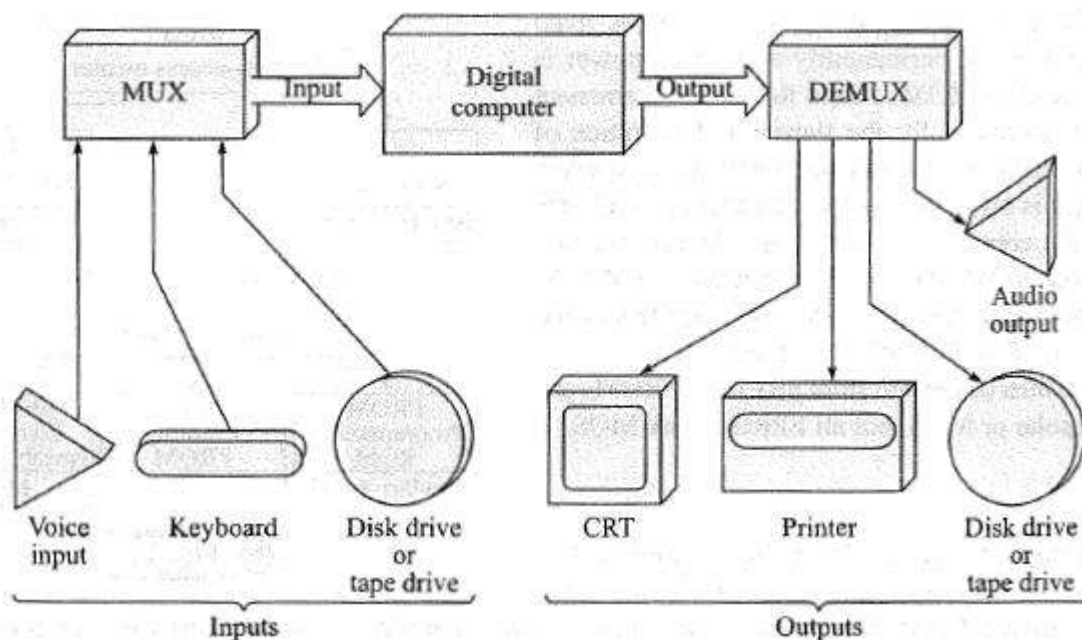 MUX
Input
Digital
computer
Output
DEMUX
Audio
output
Voice
input
Keyboard
Disk drive
or
tape drive
CRT
Printer
Disk drive
or
tape drive
Inputs
Outputs